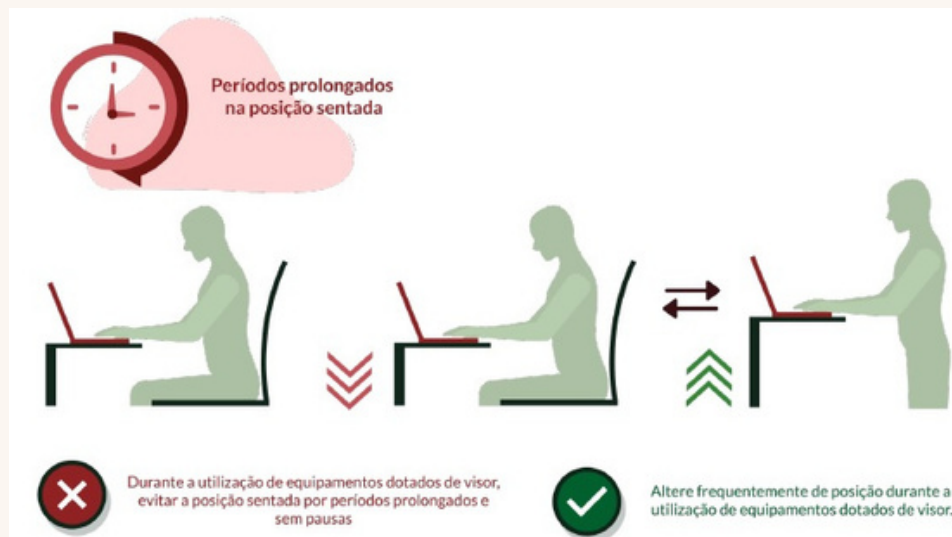 Períodos prolongados
na posição sentada
Durante a utilização de equipamentos dotados de visor,
evitar a posição sentada por períodos prolongados e
sem pausas
Altere frequentemente de posição durante a
utilização de equipamentos dotados de visor.